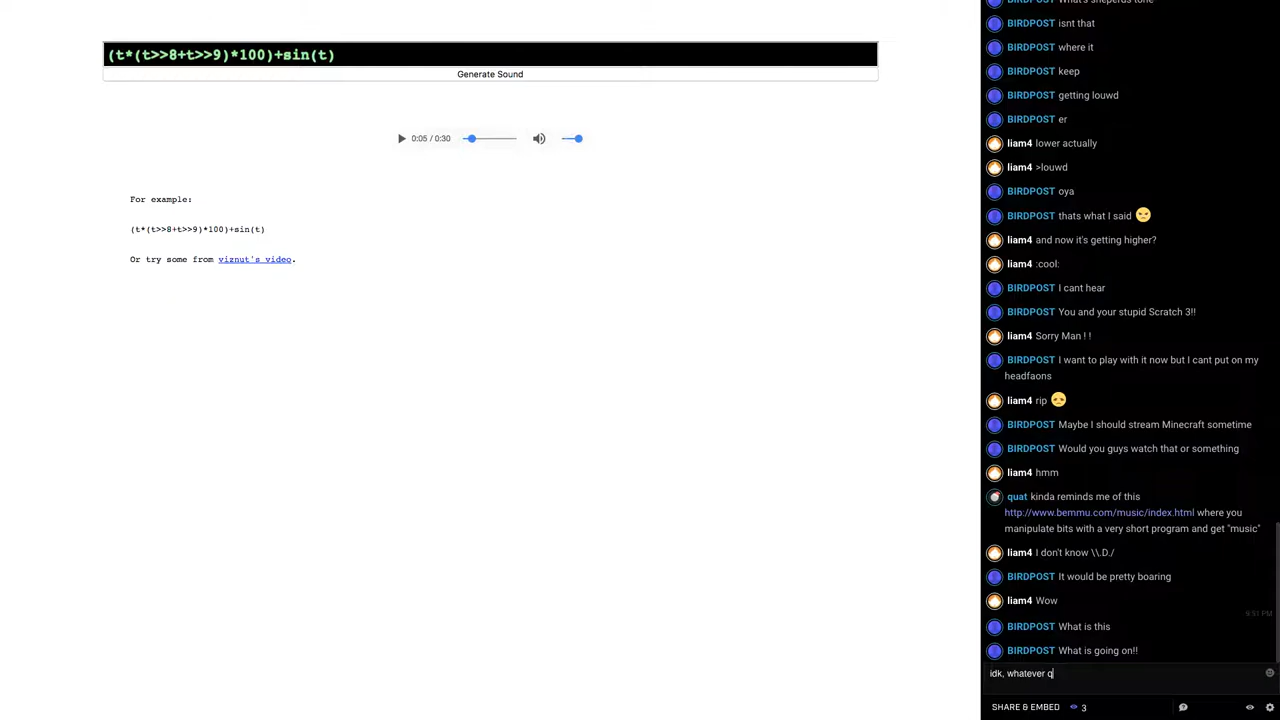 (t*(t>>8+t>>9)*100)+sin(t)
Generate Sound
0:05 / 0:30
For example:
(t*(t>>8+t>>9)*100)+sin(t)
Or try some from viznut's video.
BIRDPOST What's sheperds tone
BIRDPOST isnt that
BIRDPOST where it
BIRDPOST keep
BIRDPOST getting louwd
BIRDPOST er
liam4 lower actually
liam4 >louwd
BIRDPOST oya
BIRDPOST thats what I said
liam4 and now it's getting higher?
liam4 :cool:
BIRDPOST I cant hear
BIRDPOST You and your stupid Scratch 3!!
liam4 Sorry Man ! !
BIRDPOST I want to play with it now but I cant put on my
headfaons
liam4 rip
BIRDPOST Maybe I should stream Minecraft sometime
BIRDPOST Would you guys watch that or something
liam4 hmm
quat kinda reminds me of this
http://www.bemmu.com/music/index.html where you
manipulate bits with a very short program and get "music"
liam4 I don't know \\.D./
BIRDPOST It would be pretty boaring
liam4 Wow
9:51 PM
BIRDPOST What is this
BIRDPOST What is going on!!
idk, whatever q
SHARE & EMBED 3